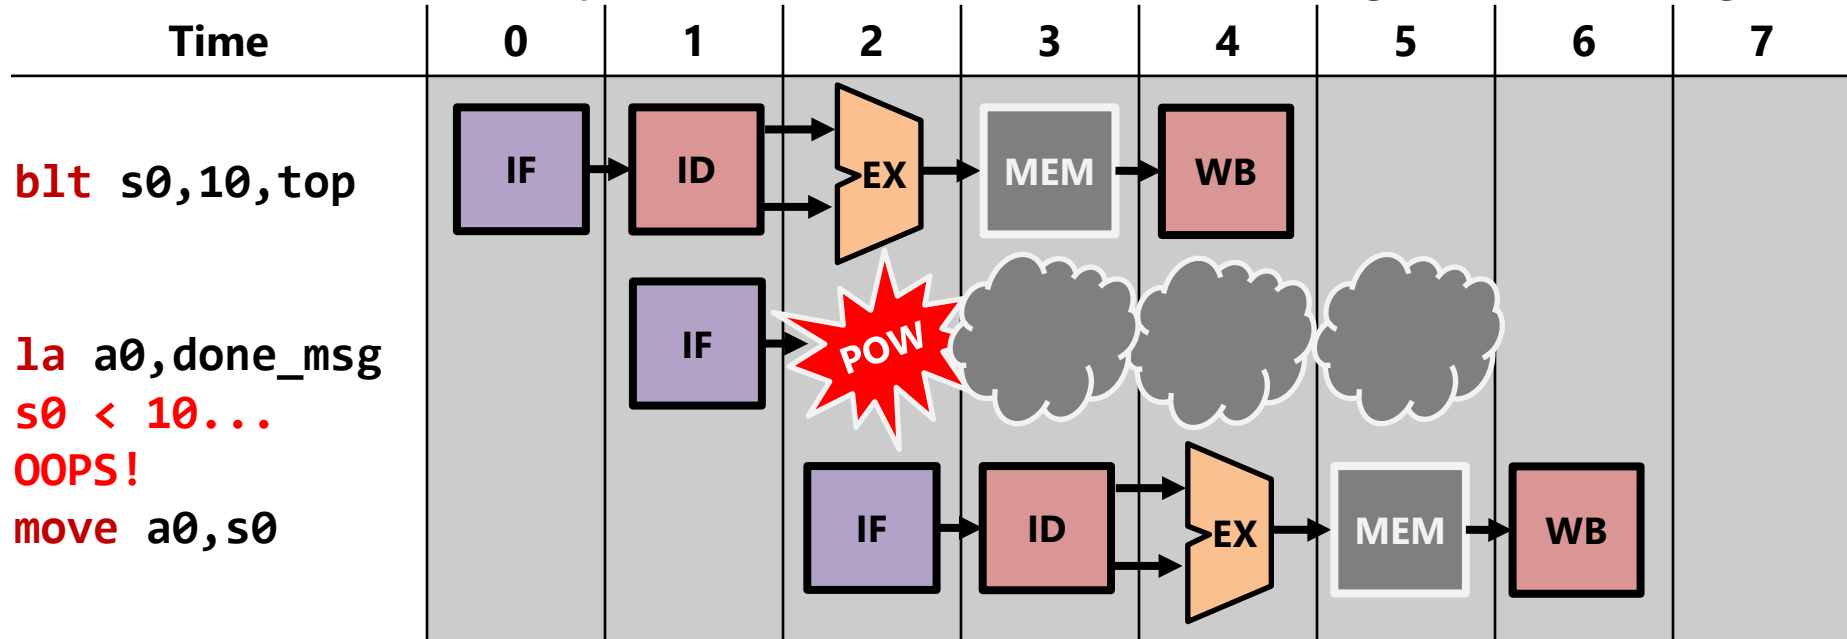 Time 0 1 2 3 4 5 6 7
blt s0,10,top IF ID EX MEM WB
la a0,done_msg IF POW
s0 < 10...
OOPS!
move a0,s0 IF ID EX MEM WB